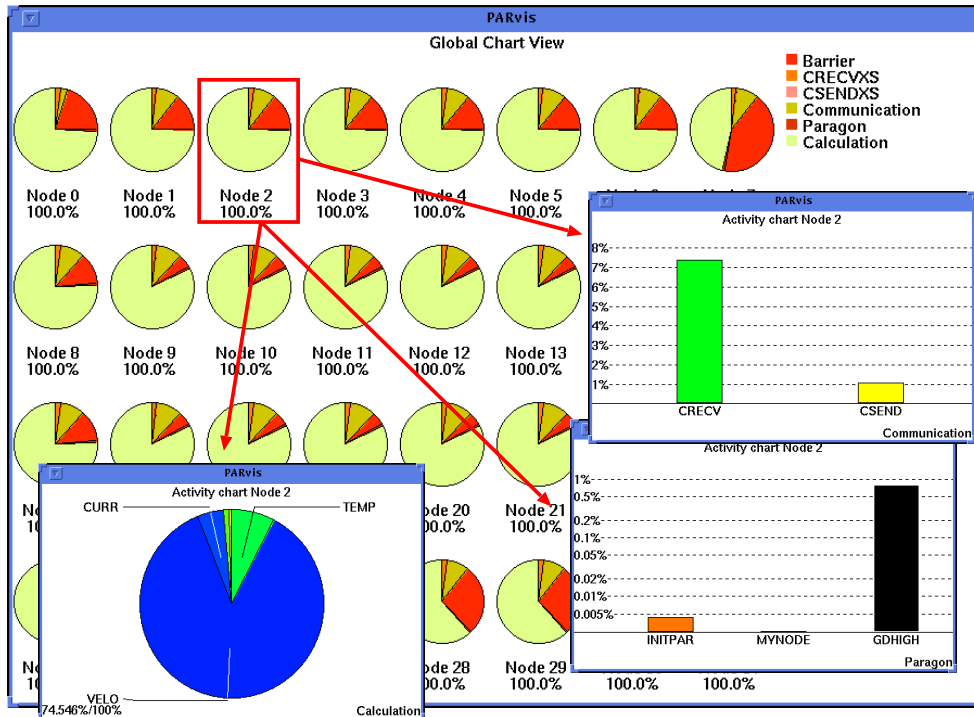 PARvis
Global Chart View
Barrier
CRECVXS
CSENDXS
Communication
Paragon
Calculation
Node 0
100.0%
Node 1
100.0%
Node 2
100.0%
Node 3
100.0%
Node 4
100.0%
Node 5
100.0%
Node 8
100.0%
Node 9
100.0%
Node 10
100.0%
Node 11
100.0%
Node 12
100.0%
Node 13
100.0%
Node 21
100.0%
Node 28
100.0%
Node 29
100.0%
100.0%
100.0%
PARvis
Activity chart Node 2
8%
7%
6%
5%
4%
3%
2%
1%
CRECV
CSEND
Communication
Activity chart Node 2
1%
0.5%
0.2%
0.1%
0.05%
0.02%
0.01%
0.005%
INITPAR
MYNODE
GDHIGH
Paragon
PARvis
Activity chart Node 2
CURR
TEMP
VELO
74.546%/100%
Calculation